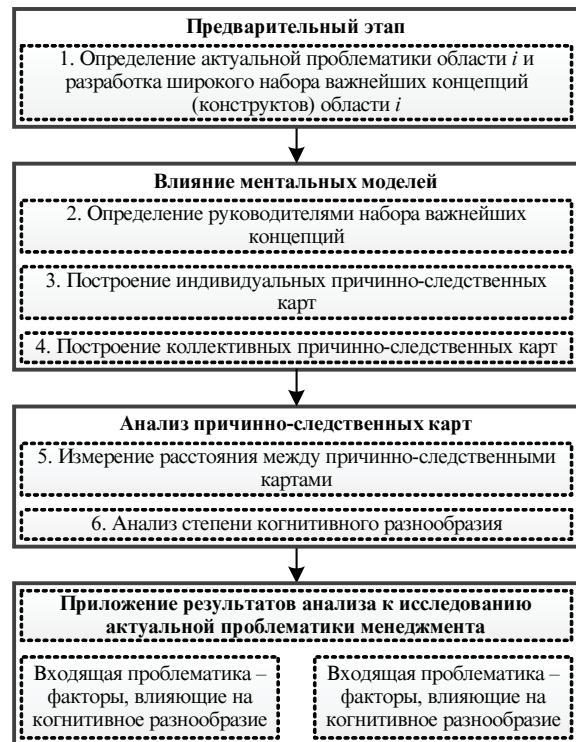 Предварительный этап
1. Определение актуальной проблематики области i и
разработка широкого набора важнейших концепций
(конструктов) области i
Влияние ментальных моделей
2. Определение руководителями набора важнейших
концепций
3. Построение индивидуальных причинно-следственных
карт
4. Построение коллективных причинно-следственных карт
Анализ причинно-следственных карт
5. Измерение расстояния между причинно-следственными
картами
6. Анализ степени когнитивного разнообразия
Приложение результатов анализа к исследованию
актуальной проблематики менеджмента
Входящая проблематика –
факторы, влияющие на
когнитивное разнообразие
Входящая проблематика –
факторы, влияющие на
когнитивное разнообразие